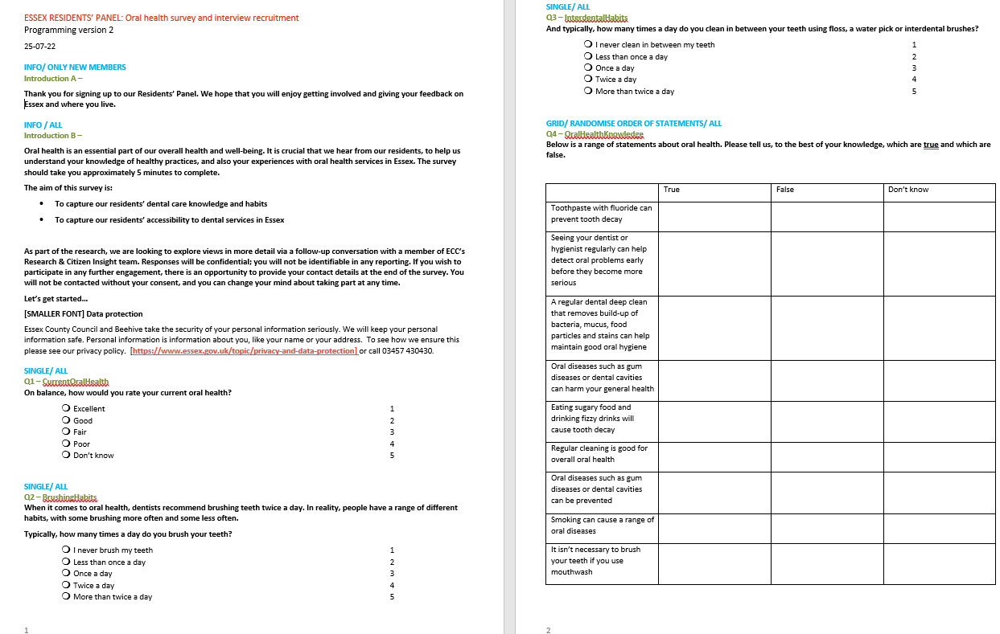 ESSEX RESIDENTS' PANEL: Oral health survey and interview recruitment
Programming version 2
25-07-22
INFO/ ONLY NEW MEMBERS
Introduction A –
Thank you for signing up to our Residents' Panel. We hope that you will enjoy getting involved and giving your feedback on
Essex and where you live.
INFO / ALL
Introduction B –
Oral health is an essential part of our overall health and well-being. It is crucial that we hear from our residents, to help us
understand your knowledge of healthy practices, and also your experiences with oral health services in Essex. The survey
should take you approximately 5 minutes to complete.
The aim of this survey is:
• To capture our residents' dental care knowledge and habits
• To capture our residents' accessibility to dental services in Essex
As part of the research, we are looking to explore views in more detail via a follow-up conversation with a member of ECC's
Research & Citizen Insight team. Responses will be confidential; you will not be identifiable in any reporting. If you wish to
participate in any further engagement, there is an opportunity to provide your contact details at the end of the survey. You
will not be contacted without your consent, and you can change your mind about taking part at any time.
Let's get started…
[SMALLER FONT] Data protection
Essex County Council and Beehive take the security of your personal information seriously. We will keep your personal
information safe. Personal information is information about you, like your name or your address. To see how we ensure this
please see our privacy policy. [https://www.essex.gov.uk/topic/privacy-and-data-protection] or call 03457 430430.
SINGLE/ ALL
Q1 – CurrentOralHealth
On balance, how would you rate your current oral health?
Excellent 1
Good 2
Fair 3
Poor 4
Don't know 5
SINGLE/ ALL
Q2 – BrushingHabits
When it comes to oral health, dentists recommend brushing teeth twice a day. In reality, people have a range of different
habits, with some brushing more often and some less often.
Typically, how many times a day do you brush your teeth?
I never brush my teeth 1
Less than once a day 2
Once a day 3
Twice a day 4
More than twice a day 5
1
SINGLE/ ALL
Q3 – InterdentalHabits
And typically, how many times a day do you clean in between your teeth using floss, a water pick or interdental brushes?
I never clean in between my teeth 1
Less than once a day 2
Once a day 3
Twice a day 4
More than twice a day 5
GRID/ RANDOMISE ORDER OF STATEMENTS/ ALL
Q4 – OralHealthKnowledge
Below is a range of statements about oral health. Please tell us, to the best of your knowledge, which are true and which are
false.
True False Don't know
Toothpaste with fluoride can
prevent tooth decay
Seeing your dentist or
hygienist regularly can help
detect oral problems early
before they become more
serious
A regular dental deep clean
that removes build-up of
bacteria, mucus, food
particles and stains can help
maintain good oral hygiene
Oral diseases such as gum
diseases or dental cavities
can harm your general health
Eating sugary food and
drinking fizzy drinks will
cause tooth decay
Regular cleaning is good for
overall oral health
Oral diseases such as gum
diseases or dental cavities
can be prevented
Smoking can cause a range of
oral diseases
It isn't necessary to brush
your teeth if you use
mouthwash
2